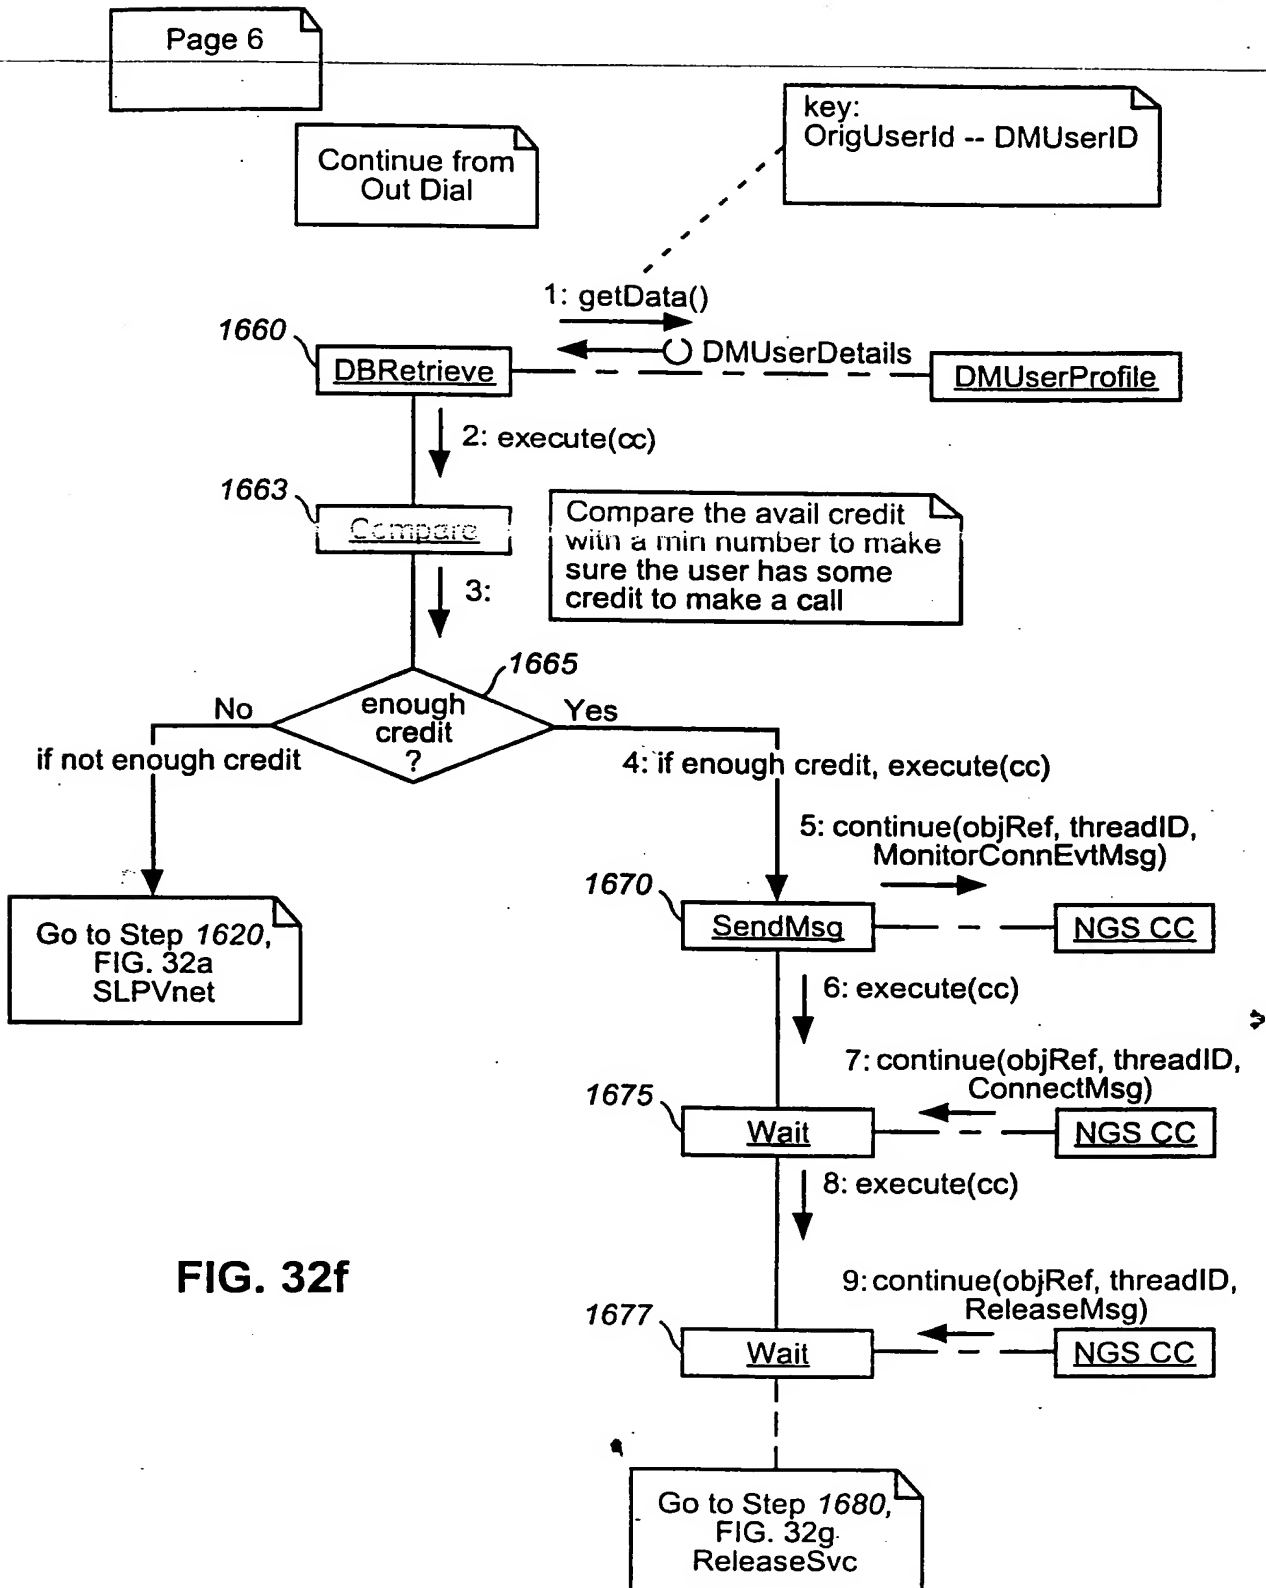 Page 6
key:
OrigUserId -- DMUserID
Continue from
Out Dial
1: getData()
1660
DMUserDetails
DBRetrieve
DMUserProfile
2: execute(cc)
1663
Compare
Compare the avail credit
with a min number to make
sure the user has some
credit to make a call
3:
1665
No
enough
credit
?
Yes
if not enough credit
4: if enough credit, execute(cc)
5: continue(objRef, threadID,
MonitorConnEvtMsg)
1670
SendMsg
NGS CC
Go to Step 1620,
FIG. 32a
SLPVnet
6: execute(cc)
7: continue(objRef, threadID,
ConnectMsg)
1675
Wait
NGS CC
8: execute(cc)
FIG. 32f
9: continue(objRef, threadID,
ReleaseMsg)
1677
Wait
NGS CC
Go to Step 1680,
FIG. 32g
ReleaseSvc